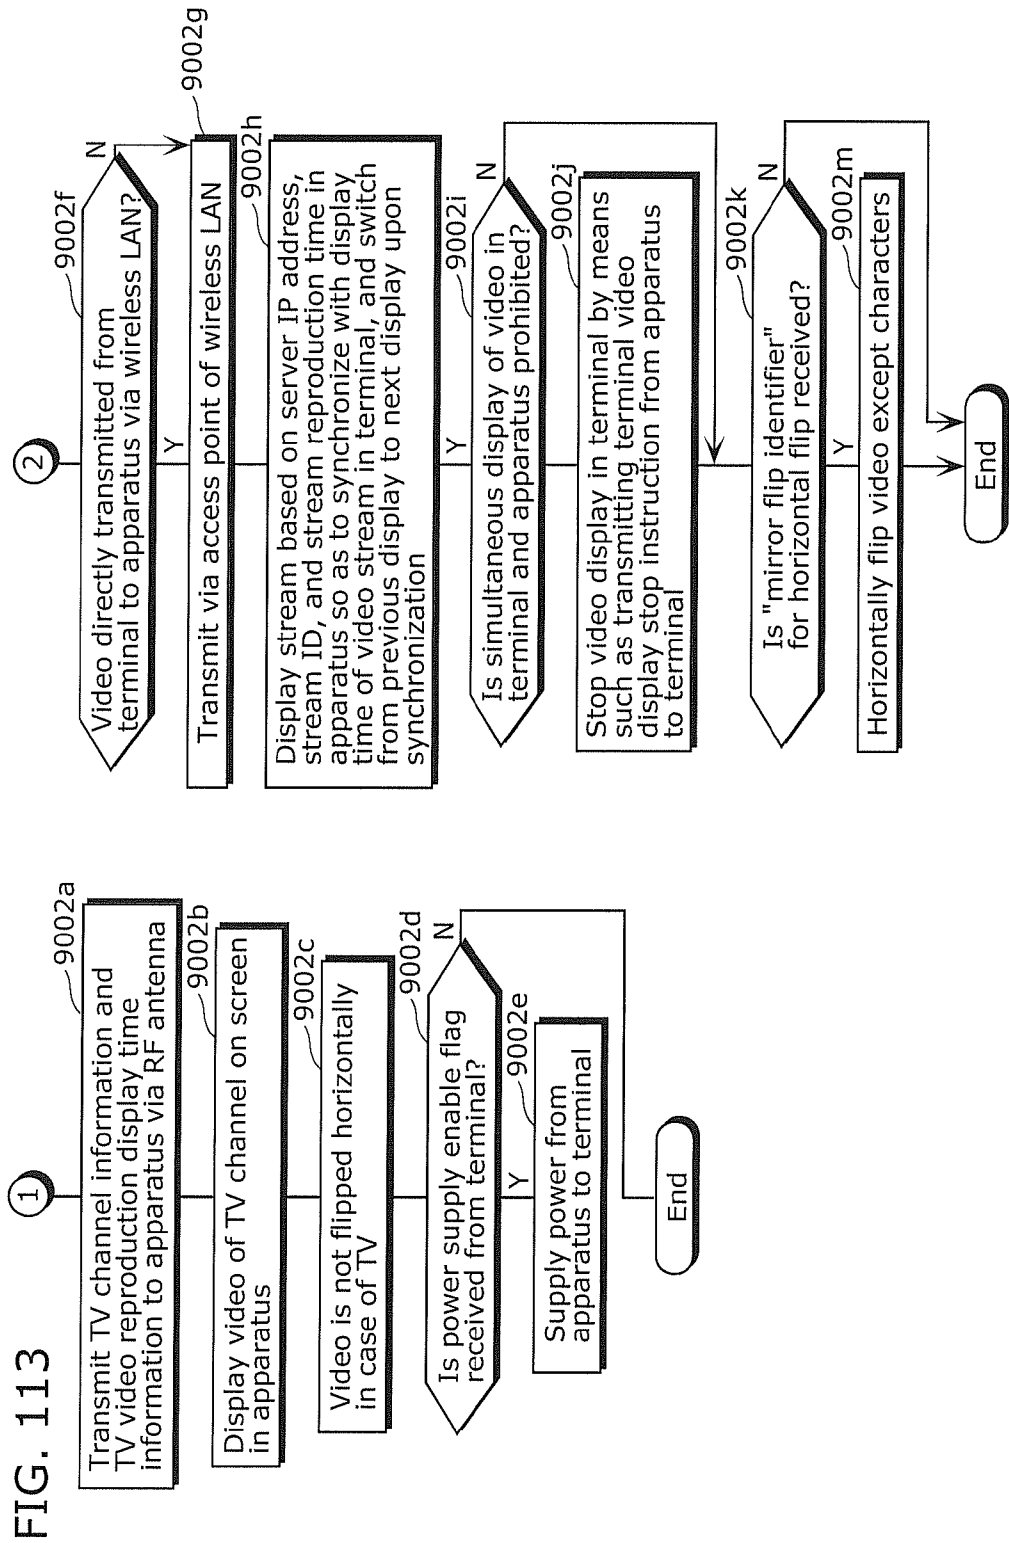 FIG. 113
1
9002a
Transmit TV channel information and
TV video reproduction display time
information to apparatus via RF antenna
9002b
Display video of TV channel on screen
in apparatus
9002c
Video is not flipped horizontally
in case of TV
9002d
Is power supply enable flag
received from terminal?
N
Y
9002e
Supply power from
apparatus to terminal
End
2
9002f
Video directly transmitted from
terminal to apparatus via wireless LAN?
N
Y
9002g
Transmit via access point of wireless LAN
9002h
Display stream based on server IP address,
stream ID, and stream reproduction time in
apparatus so as to synchronize with display
time of video stream in terminal, and switch
from previous display to next display upon
synchronization
9002i
Is simultaneous display of video in
terminal and apparatus prohibited?
N
Y
9002j
Stop video display in terminal by means
such as transmitting terminal video
display stop instruction from apparatus
to terminal
9002k
Is "mirror flip identifier"
for horizontal flip received?
N
Y
9002m
Horizontally flip video except characters
End